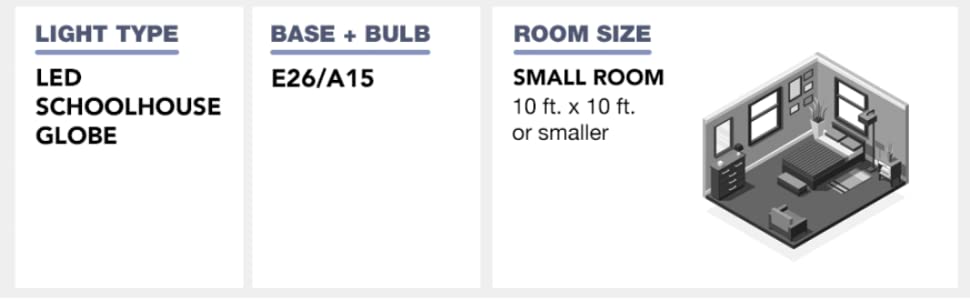 LIGHT TYPE
LED
SCHOOLHOUSE
GLOBE
BASE + BULB
E26/A15
ROOM SIZE
SMALL ROOM
10 ft. x 10 ft.
or smaller